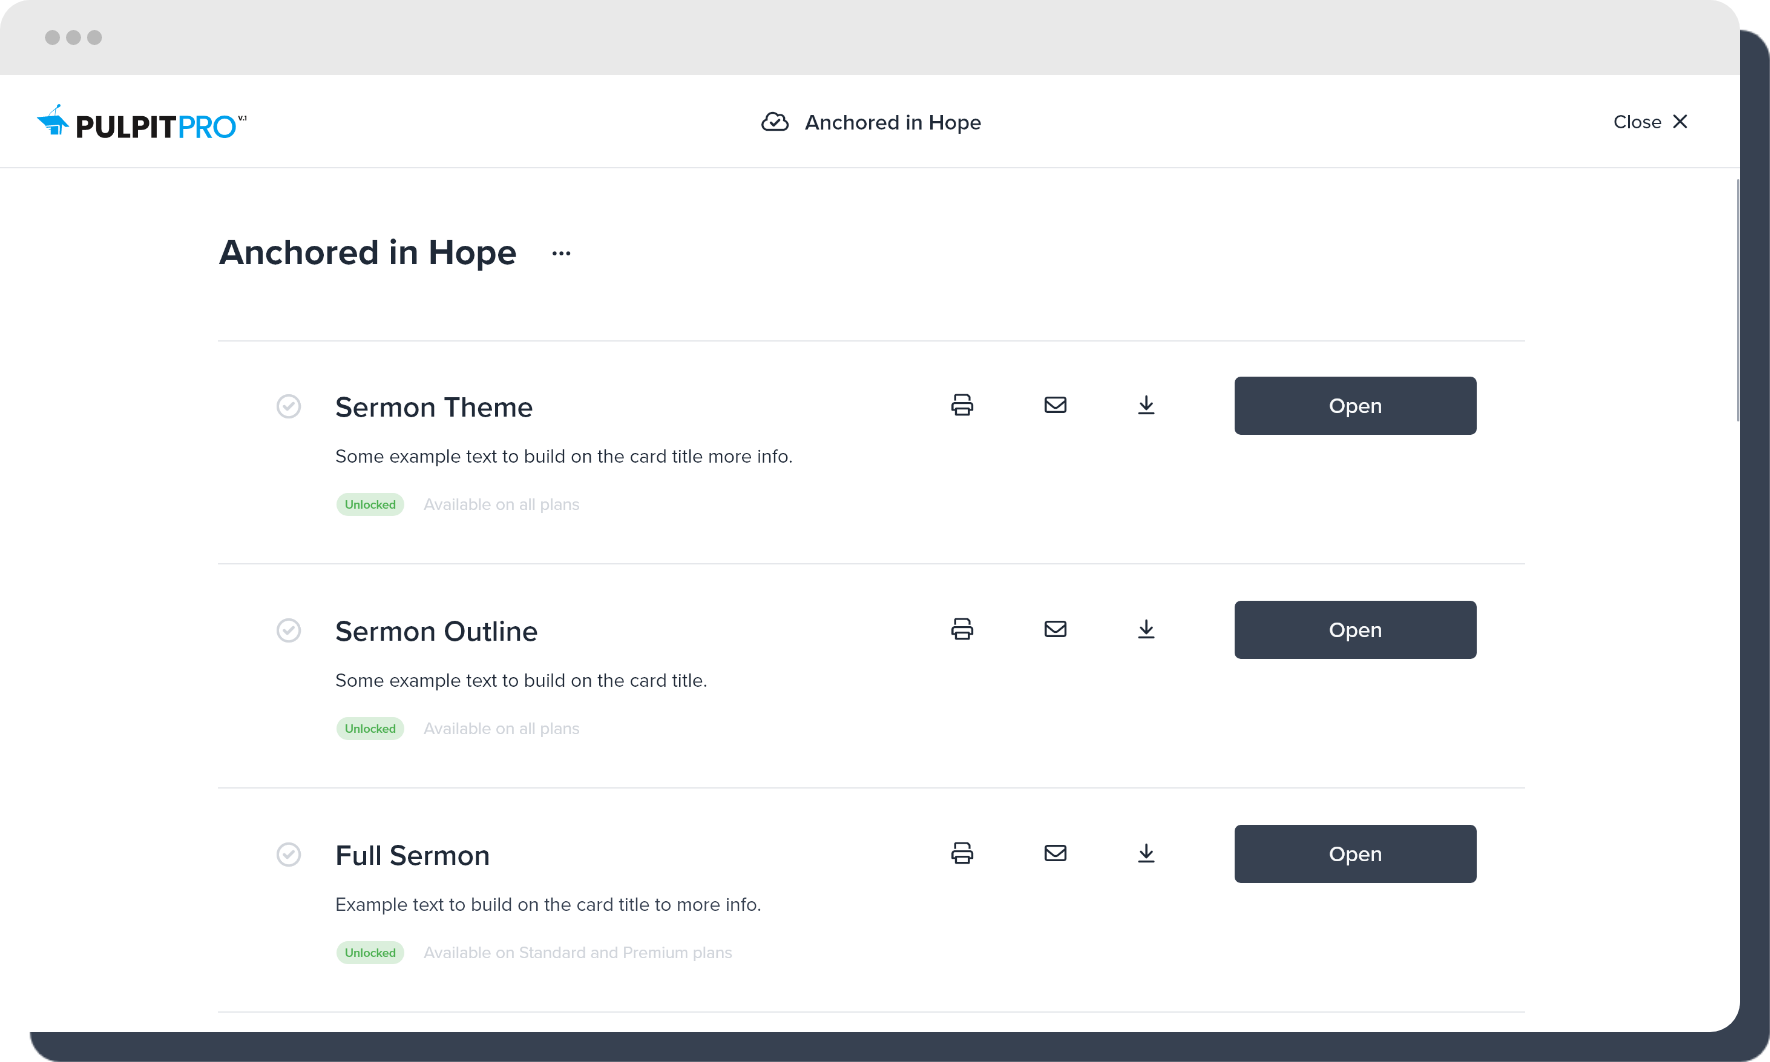 PULPITPRO V.1
Anchored in Hope
Close
Anchored in Hope
Sermon Theme
Open
Some example text to build on the card title more info.
Unlocked Available on all plans
Sermon Outline
Open
Some example text to build on the card title.
Unlocked Available on all plans
Full Sermon
Open
Example text to build on the card title to more info.
Unlocked Available on Standard and Premium plans